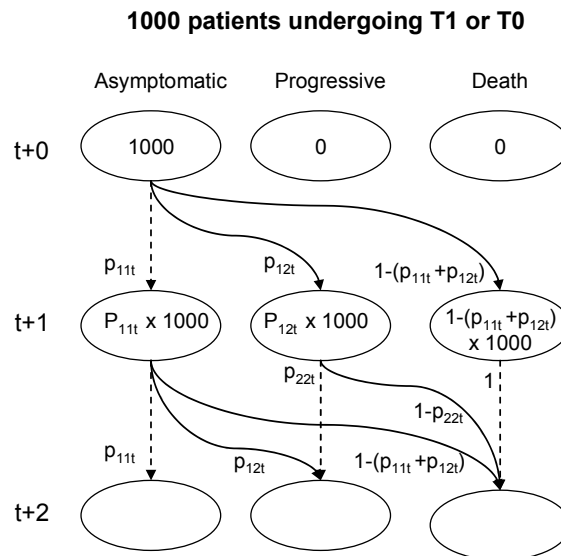 1000 patients undergoing T1 or T0
Asymptomatic Progressive Death
t+0 1000 0 0
p₁₁ₜ p₁₂ₜ 1-(p₁₁ₜ+p₁₂ₜ)
t+1 P₁₁ₜ x 1000 P₁₂ₜ x 1000 1-(p₁₁ₜ+p₁₂ₜ)
x 1000
p₂₂ₜ 1
1-p₂₂ₜ
p₁₁ₜ p₁₂ₜ 1-(p₁₁ₜ+p₁₂ₜ)
t+2